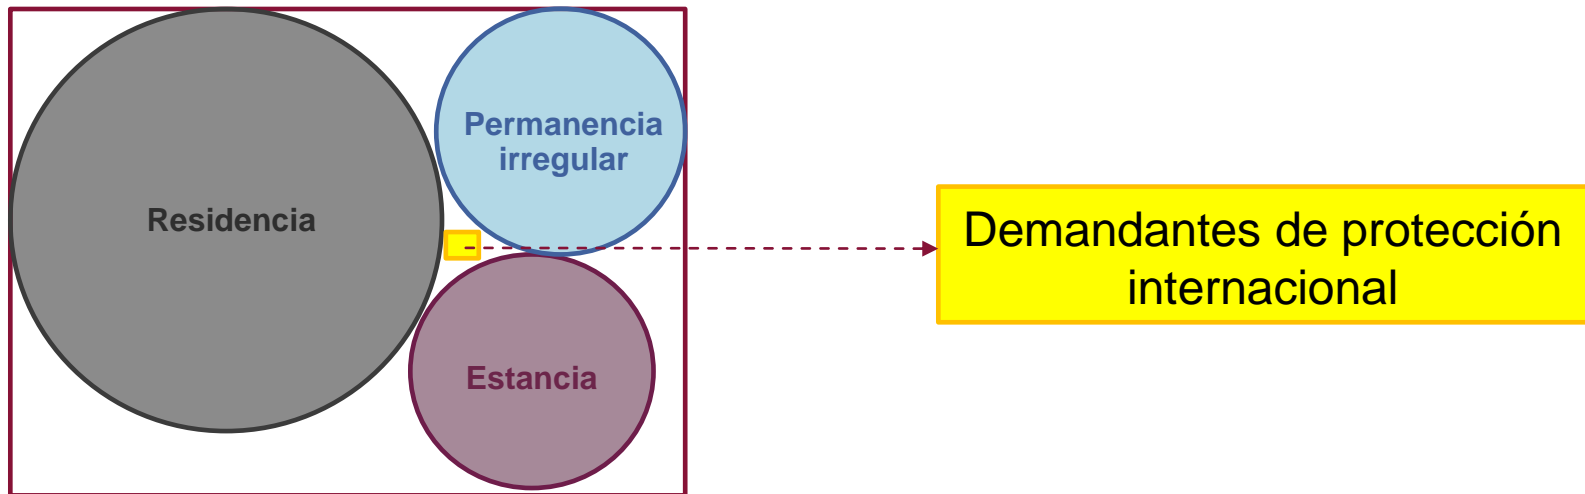 Permanencia
irregular
Residencia
Demandantes de protección
internacional
Estancia